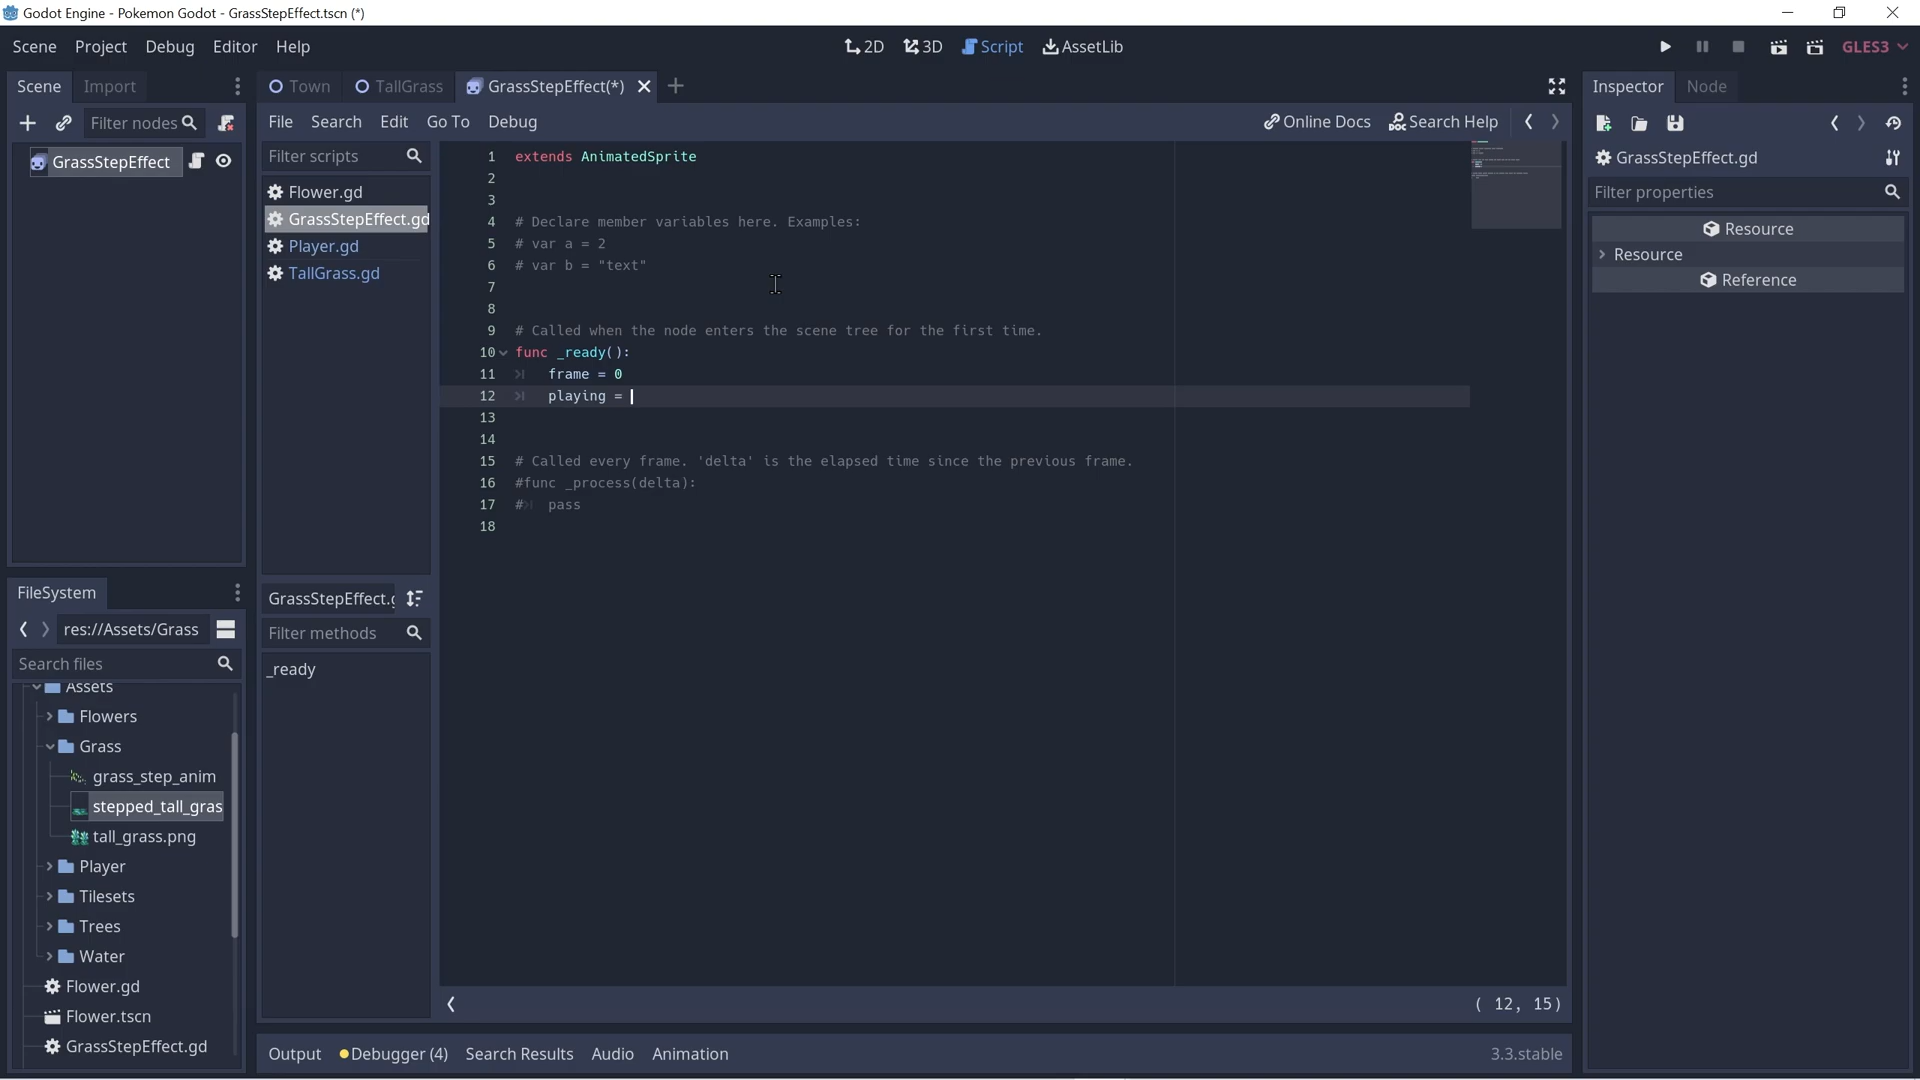 Godot Engine - Pokemon Godot - GrassStepEffect.tscn (*)
Scene Project Debug Editor Help
2D 3D Script AssetLib
GLES3
Scene Import
Town TallGrass GrassStepEffect(*)
Inspector Node
Filter nodes
File Search Edit Go To Debug
Online Docs Search Help
GrassStepEffect
Filter scripts
Flower.gd
GrassStepEffect.gd
Player.gd
TallGrass.gd
1 extends AnimatedSprite
2
3
4 # Declare member variables here. Examples:
5 # var a = 2
6 # var b = "text"
7
8
9 # Called when the node enters the scene tree for the first time.
10 func _ready():
11 frame = 0
12 playing =
13
14
15 # Called every frame. 'delta' is the elapsed time since the previous frame.
16 #func _process(delta):
17 # pass
18
GrassStepEffect.gd
Filter properties
Resource
Resource
Reference
FileSystem
res://Assets/Grass
Search files
Assets
Flowers
Grass
grass_step_anim
stepped_tall_gras
tall_grass.png
Player
Tilesets
Trees
Water
Flower.gd
Flower.tscn
GrassStepEffect.gd
GrassStepEffect.g
Filter methods
_ready
( 12, 15)
Output Debugger (4) Search Results Audio Animation
3.3.stable